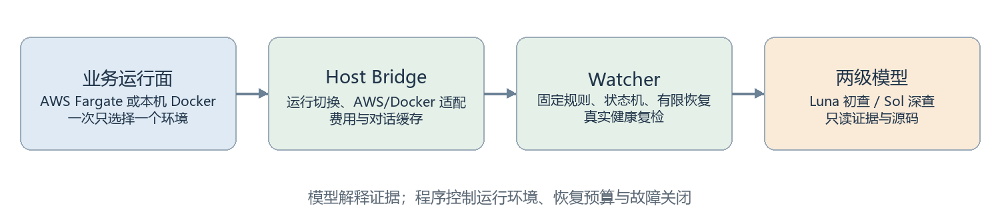 业务运行面
AWS Fargate 或本机 Docker
一次只选择一个环境
Host Bridge
运行切换、AWS/Docker 适配
费用与对话缓存
Watcher
固定规则、状态机、有限恢复
真实健康复检
两级模型
Luna 初查 / Sol 深查
只读证据与源码
模型解释证据；程序控制运行环境、恢复预算与故障关闭